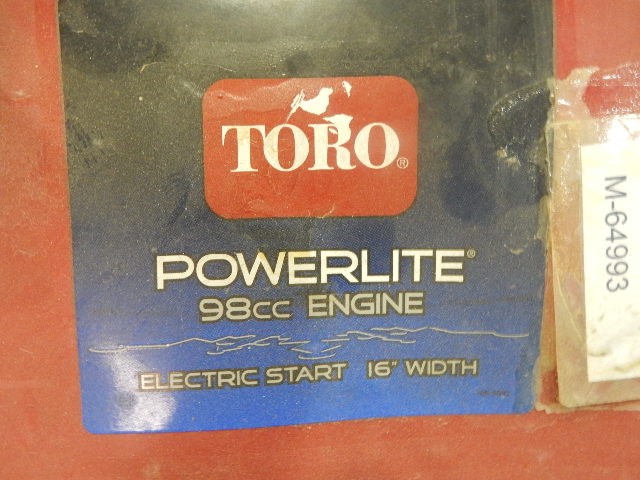 TORO®
POWERLITE®
98cc ENGINE
ELECTRIC START 16" WIDTH
M-64993